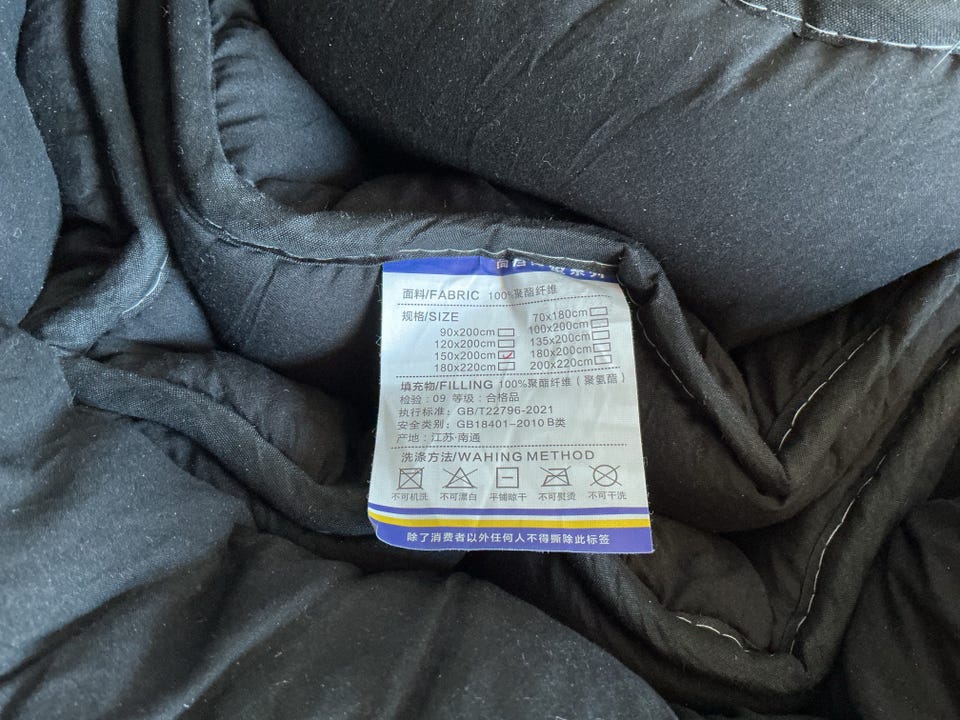 面料/FABRIC 100%聚酯纤维
规格/SIZE
70x180cm
90x200cm 100x200cm
120x200cm 135x200cm
150x200cm 180x200cm
180x220cm 200x220cm
填充物/FILLING 100%聚酯纤维(聚氨酯)
检验:09 等级:合格品
执行标准:GB/T22796-2021
安全类别:GB18401-2010 B类
产地:江苏·南通
洗涤方法/WAHING METHOD
不可机洗 不可漂白 平铺晾干 不可熨烫 不可干洗
除了消费者以外任何人不得撕除此标签